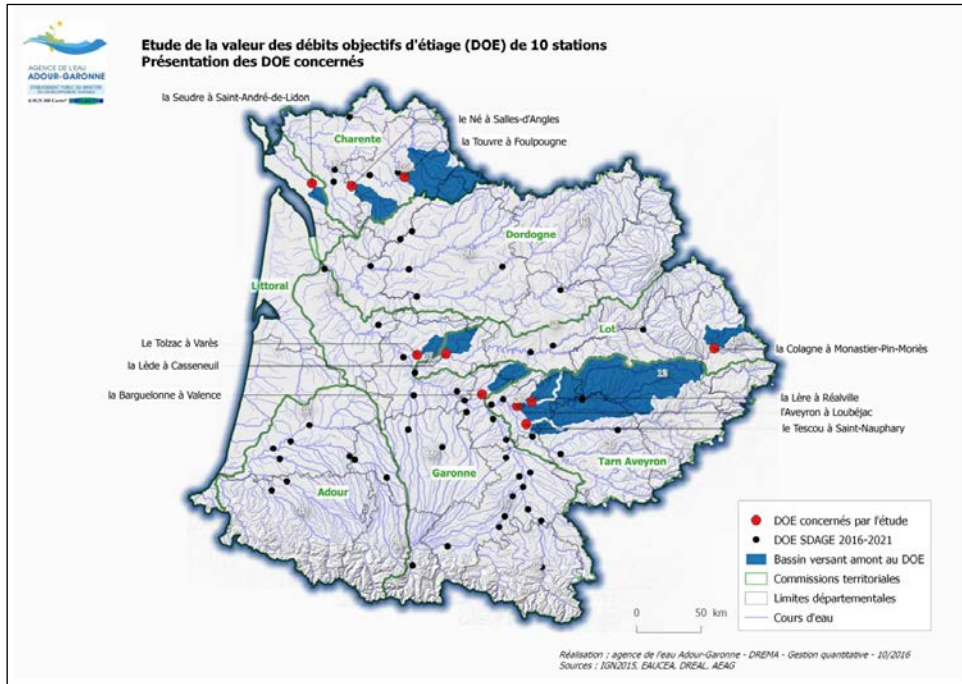 Etude de la valeur des débits objectifs d'étiage (DOE) de 10 stations
Présentation des DOE concernés
AGENCE DE L'EAU
ADOUR-GARONNE
la Seudre à Saint-André-de-Lidon
le Né à Salles-d'Angles
la Touvre à Foulpougne
Charente
Dordogne
Littoral
Lot
Le Tolzac à Varès
la Lède à Casseneuil
la Barguelonne à Valence
la Colagne à Monastier-Pin-Moriès
la Lère à Réalville
l'Aveyron à Loubéjac
le Tescou à Saint-Nauphary
Garonne
Tarn Aveyron
Adour
DOE concernés par l'étude
DOE SDAGE 2016-2021
Bassin versant amont au DOE
Commissions territoriales
Limites départementales
Cours d'eau
0 50 km
Réalisation : agence de l'eau Adour-Garonne - DREMA - Gestion quantitative - 10/2016
Sources : IGN2015, EAUCEA, DREAL, AEAG